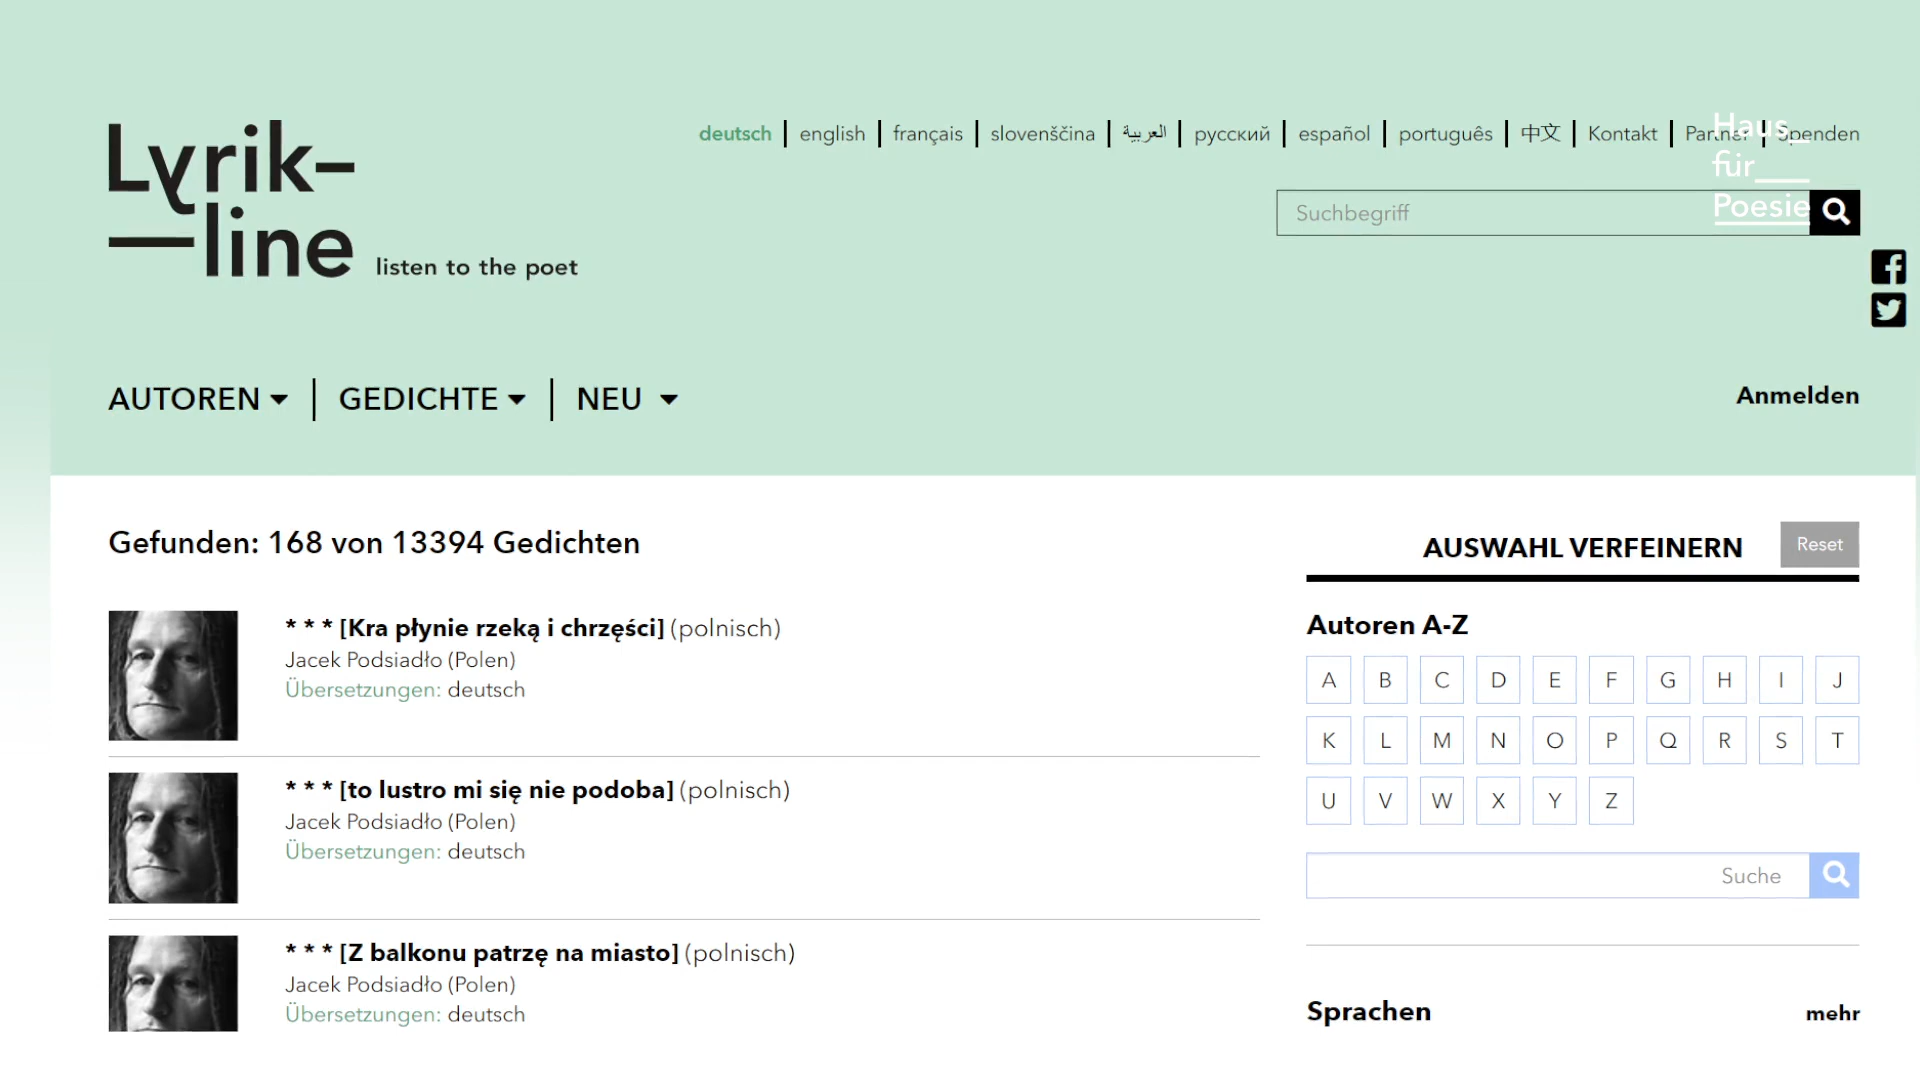 Lyrik–
—line listen to the poet
deutsch | english | français | slovenščina | العربية | русский | español | português | 中文 | Kontakt | Partner | Spenden
Haus
für
Poesie
Suchbegriff
AUTOREN | GEDICHTE | NEU
Anmelden
Gefunden: 168 von 13394 Gedichten
* * * [Kra płynie rzeką i chrzęści] (polnisch)
Jacek Podsiadło (Polen)
Übersetzungen: deutsch
* * * [to lustro mi się nie podoba] (polnisch)
Jacek Podsiadło (Polen)
Übersetzungen: deutsch
* * * [Z balkonu patrzę na miasto] (polnisch)
Jacek Podsiadło (Polen)
Übersetzungen: deutsch
AUSWAHL VERFEINERN Reset
Autoren A-Z
A B C D E F G H I J
K L M N O P Q R S T
U V W X Y Z
Suche
Sprachen mehr